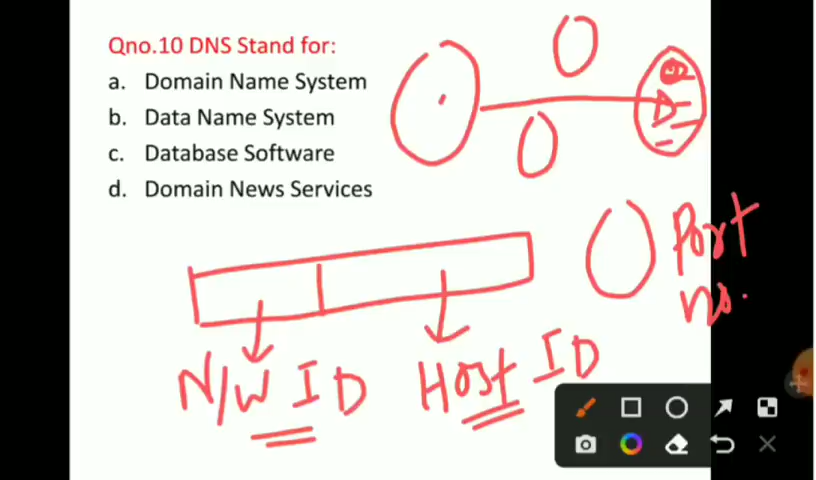 Qno.10 DNS Stand for:
a. Domain Name System
b. Data Name System
c. Database Software
d. Domain News Services
Port
no.
N/W ID
Host ID